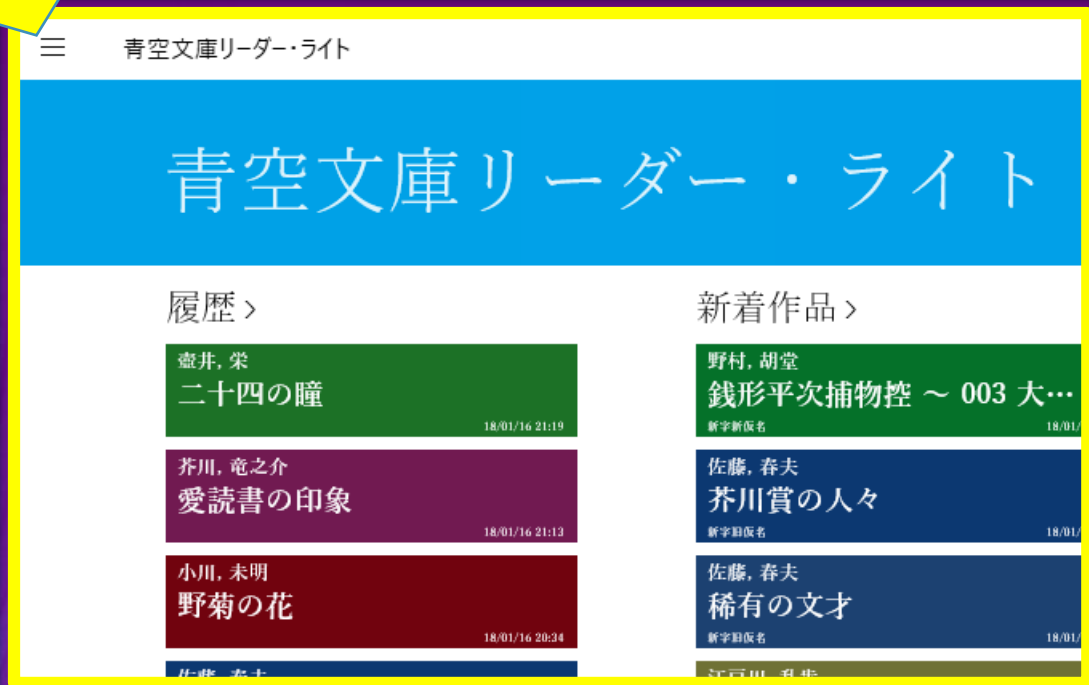 青空文庫リーダー・ライト
青空文庫リーダー・ライト
履歴 >
壺井, 栄
二十四の瞳
18/01/16 21:19
芥川, 竜之介
愛読書の印象
18/01/16 21:13
小川, 未明
野菊の花
18/01/16 20:34
新着作品 >
野村, 胡堂
銭形平次捕物控 ～ 003 大…
新字新仮名
18/01/
佐藤, 春夫
芥川賞の人々
新字旧仮名
18/01/
佐藤, 春夫
稀有の文才
新字旧仮名
18/01/